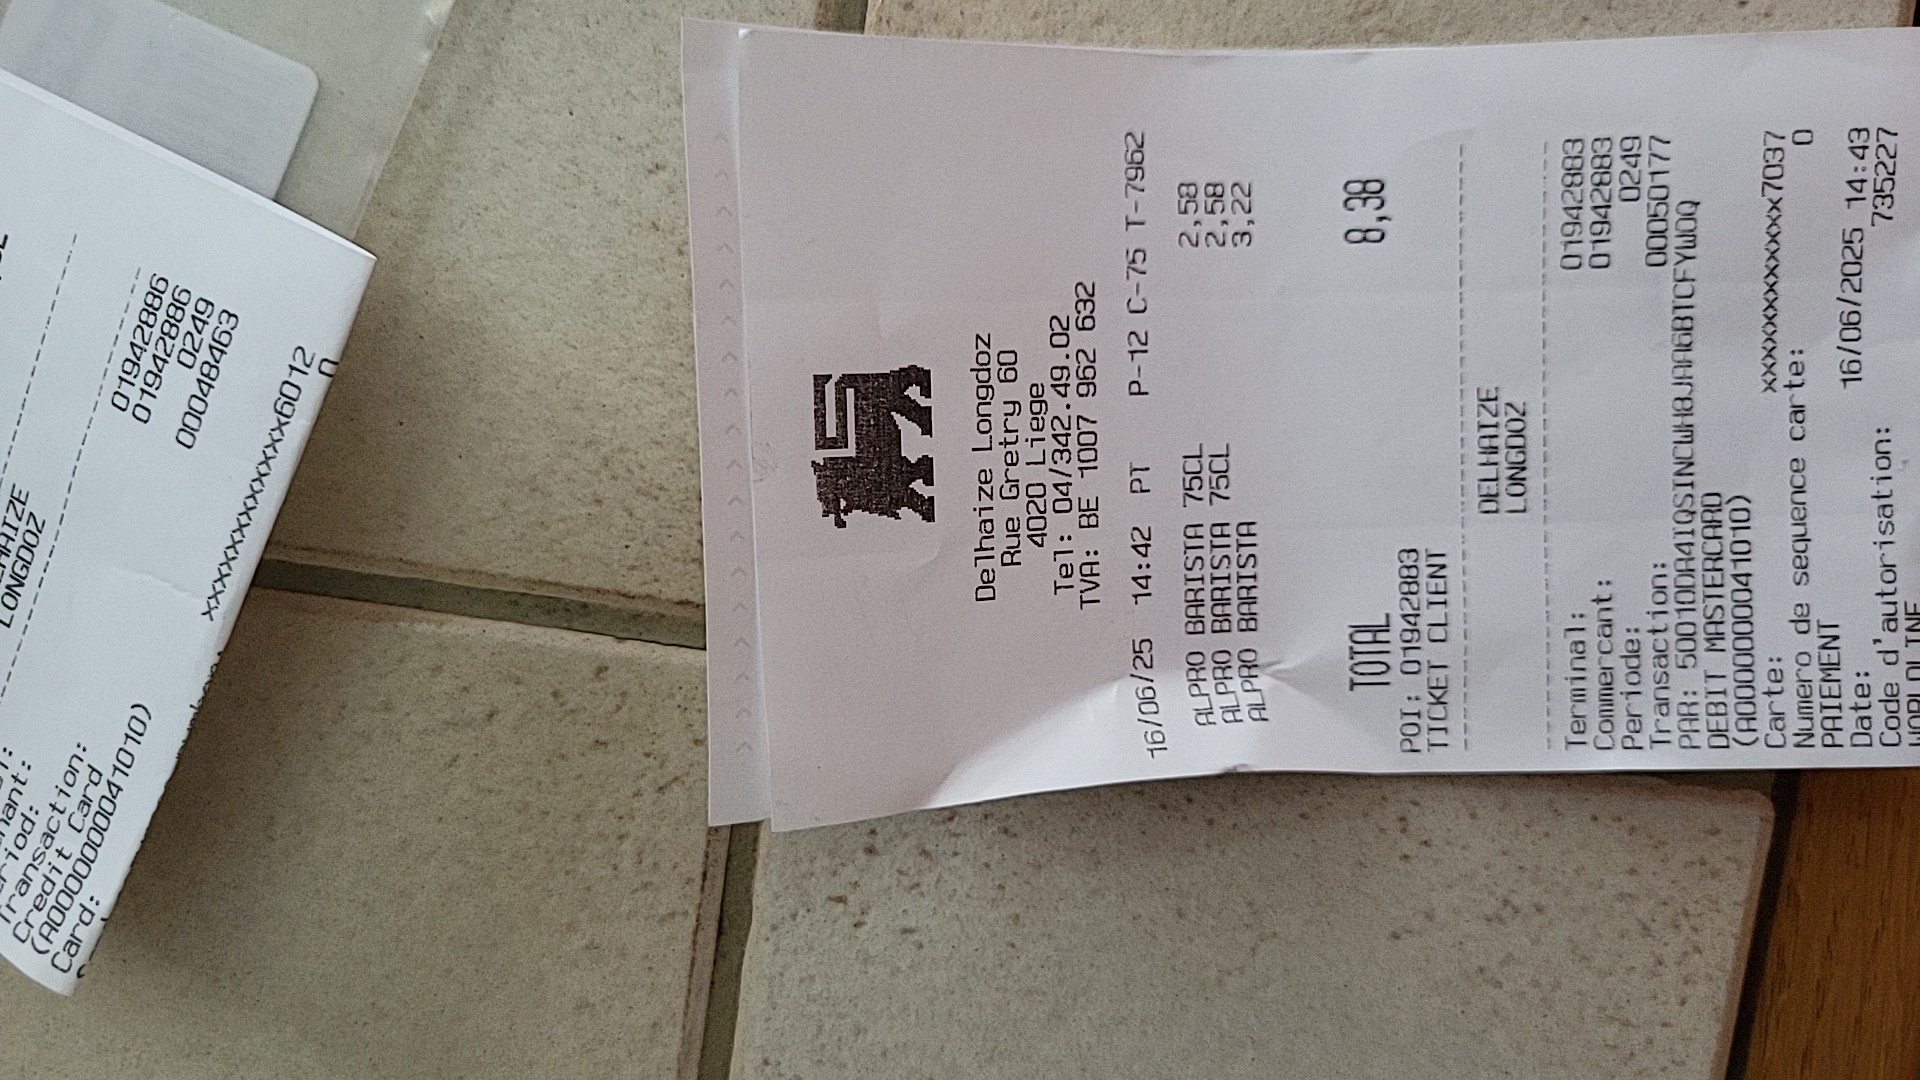 LONGDOZ
01942886
01942886
0249
Transaction: 00048463
Credit Card
(A0000000041010)
Card: xxxxxxxxxxxxxxx6012
Delhaize Longdoz
Rue Gretry 60
4020 Liege
Tel: 04/342.49.02
TVA: BE 1007 962 632
16/06/25 14:42 PT P-12 C-75 T-7962
ALPRO BARISTA 75CL 2,58
ALPRO BARISTA 75CL 2,58
ALPRO BARISTA 3,22
TOTAL 8,38
POI: 01942883
TICKET CLIENT
DELHAIZE
LONGDOZ
Terminal: 01942883
Commercant: 01942883
Periode: 0249
Transaction: 00050177
DEBIT MASTERCARD
(A0000000041010)
Carte: xxxxxxxxxxxxxxx7037
Numero de sequence carte: 0
PAIEMENT
Date: 16/06/2025 14:43
Code d'autorisation: 735227